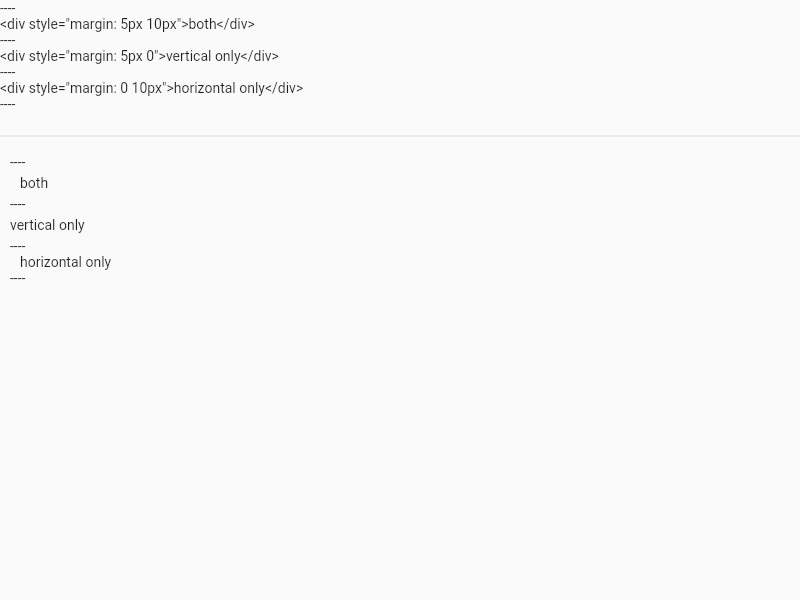 ----
<div style="margin: 5px 10px">both</div>
----
<div style="margin: 5px 0">vertical only</div>
----
<div style="margin: 0 10px">horizontal only</div>
----
----
both
----
vertical only
----
horizontal only
----